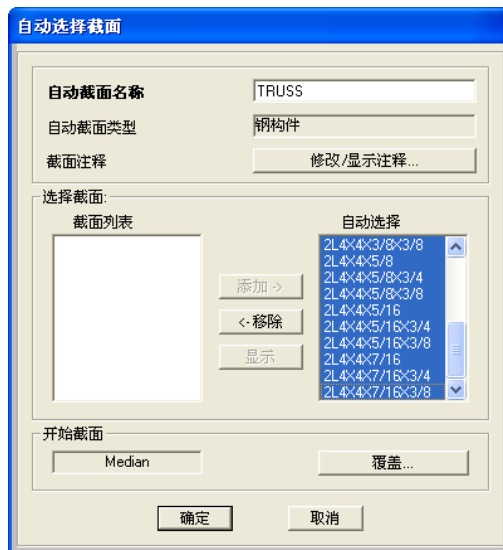 自动选择截面
自动截面名称 TRUSS
自动截面类型 钢构件
截面注释 修改/显示注释...
选择截面:
截面列表 自动选择
2L4X4X3/8X3/8
2L4X4X5/8
2L4X4X5/8X3/4
2L4X4X5/8X3/8
2L4X4X5/16
2L4X4X5/16X3/4
2L4X4X5/16X3/8
2L4X4X7/16
2L4X4X7/16X3/4
2L4X4X7/16X3/8
添加->
<-移除
显示
开始截面
Median 覆盖...
确定 取消